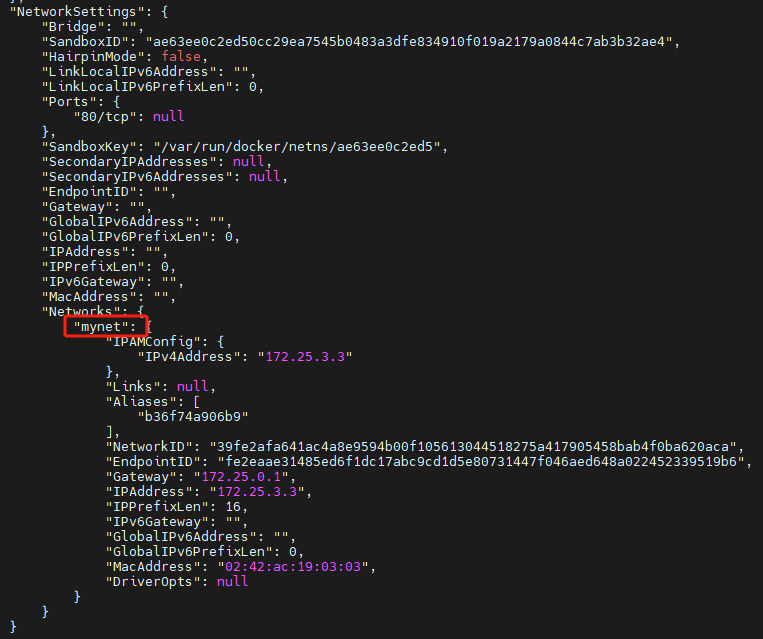 },
"NetworkSettings": {
"Bridge": "",
"SandboxID": "ae63ee0c2ed50cc29ea7545b0483a3dfe834910f019a2179a0844c7ab3b32ae4",
"HairpinMode": false,
"LinkLocalIPv6Address": "",
"LinkLocalIPv6PrefixLen": 0,
"Ports": {
"80/tcp": null
},
"SandboxKey": "/var/run/docker/netns/ae63ee0c2ed5",
"SecondaryIPAddresses": null,
"SecondaryIPv6Addresses": null,
"EndpointID": "",
"Gateway": "",
"GlobalIPv6Address": "",
"GlobalIPv6PrefixLen": 0,
"IPAddress": "",
"IPPrefixLen": 0,
"IPv6Gateway": "",
"MacAddress": "",
"Networks": {
"mynet": {
"IPAMConfig": {
"IPv4Address": "172.25.3.3"
},
"Links": null,
"Aliases": [
"b36f74a906b9"
],
"NetworkID": "39fe2afa641ac4a8e9594b00f105613044518275a417905458bab4f0ba620aca",
"EndpointID": "fe2eaae31485ed6f1dc17abc9cd1d5e80731447f046aed648a022452339519b6",
"Gateway": "172.25.0.1",
"IPAddress": "172.25.3.3",
"IPPrefixLen": 16,
"IPv6Gateway": "",
"GlobalIPv6Address": "",
"GlobalIPv6PrefixLen": 0,
"MacAddress": "02:42:ac:19:03:03",
"DriverOpts": null
}
}
}